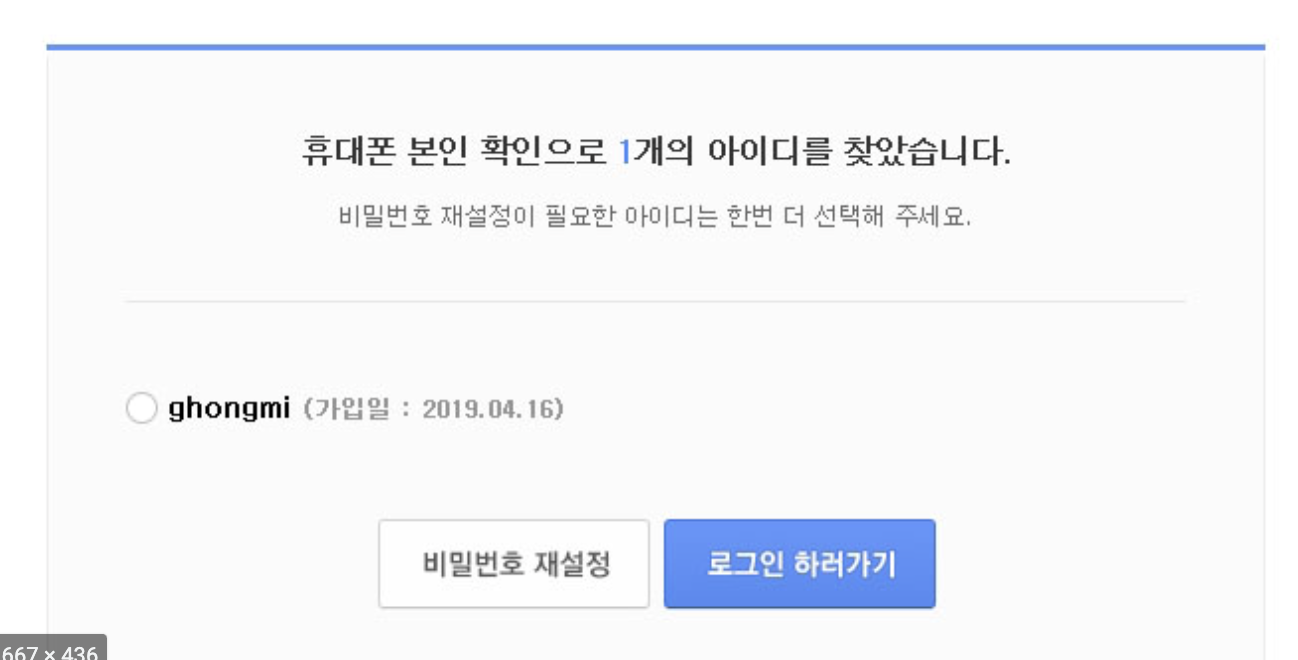 휴대폰 본인 확인으로 1개의 아이디를 찾았습니다.
비밀번호 재설정이 필요한 아이디는 한번 더 선택해 주세요.
ghongmi (가입일 : 2019.04.16)
비밀번호 재설정
로그인 하러가기
667 × 436